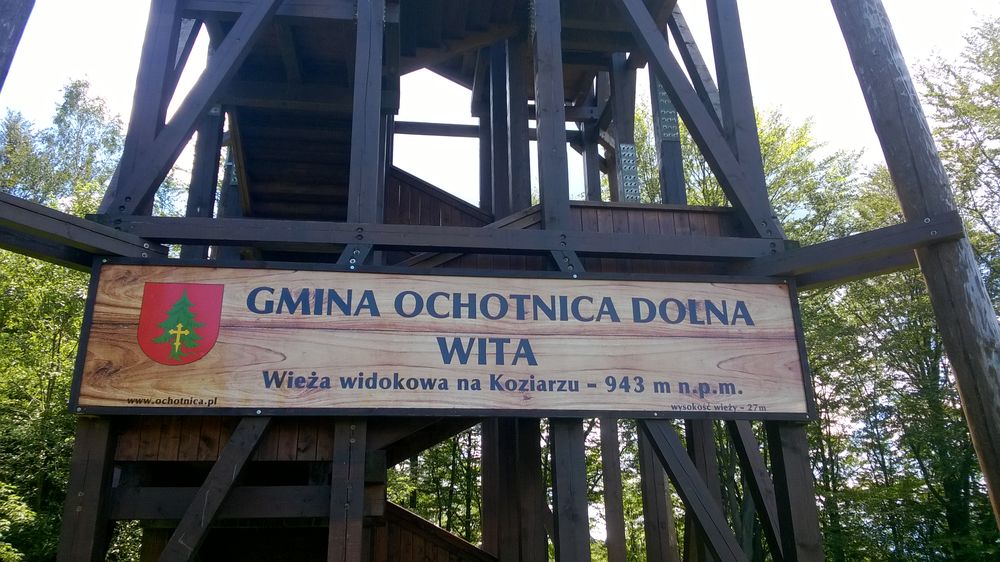 GMINA OCHOTNICA DOLNA
WITA
Wieża widokowa na Koziarzu - 943 m n.p.m.
www.ochotnica.pl
wysokość wieży - 27m